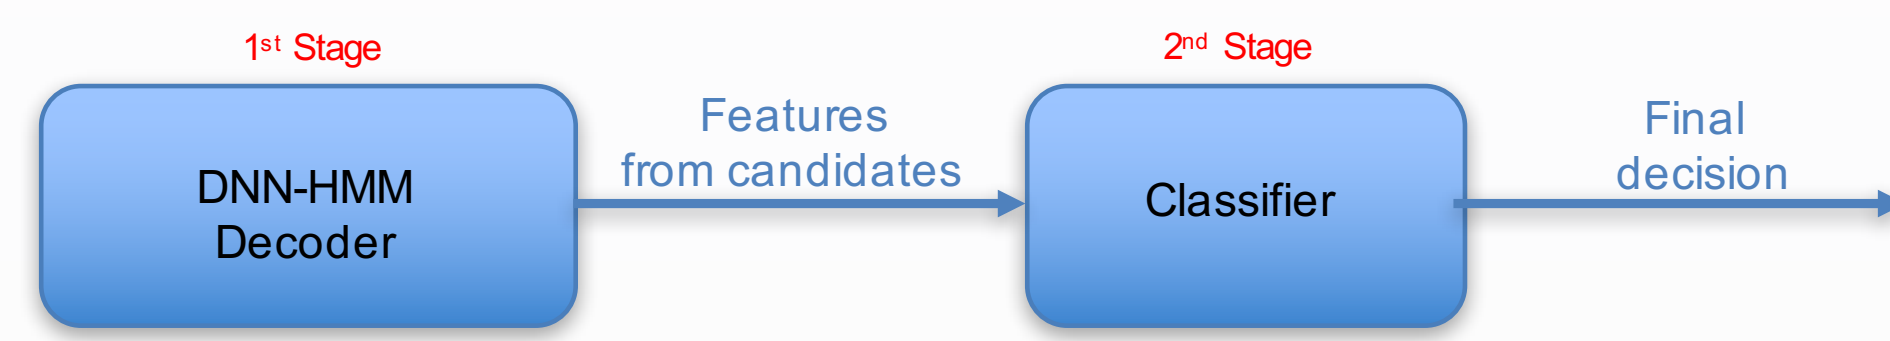 1st Stage
2nd Stage
Features
from candidates
Final
decision
DNN-HMM
Decoder
Classifier